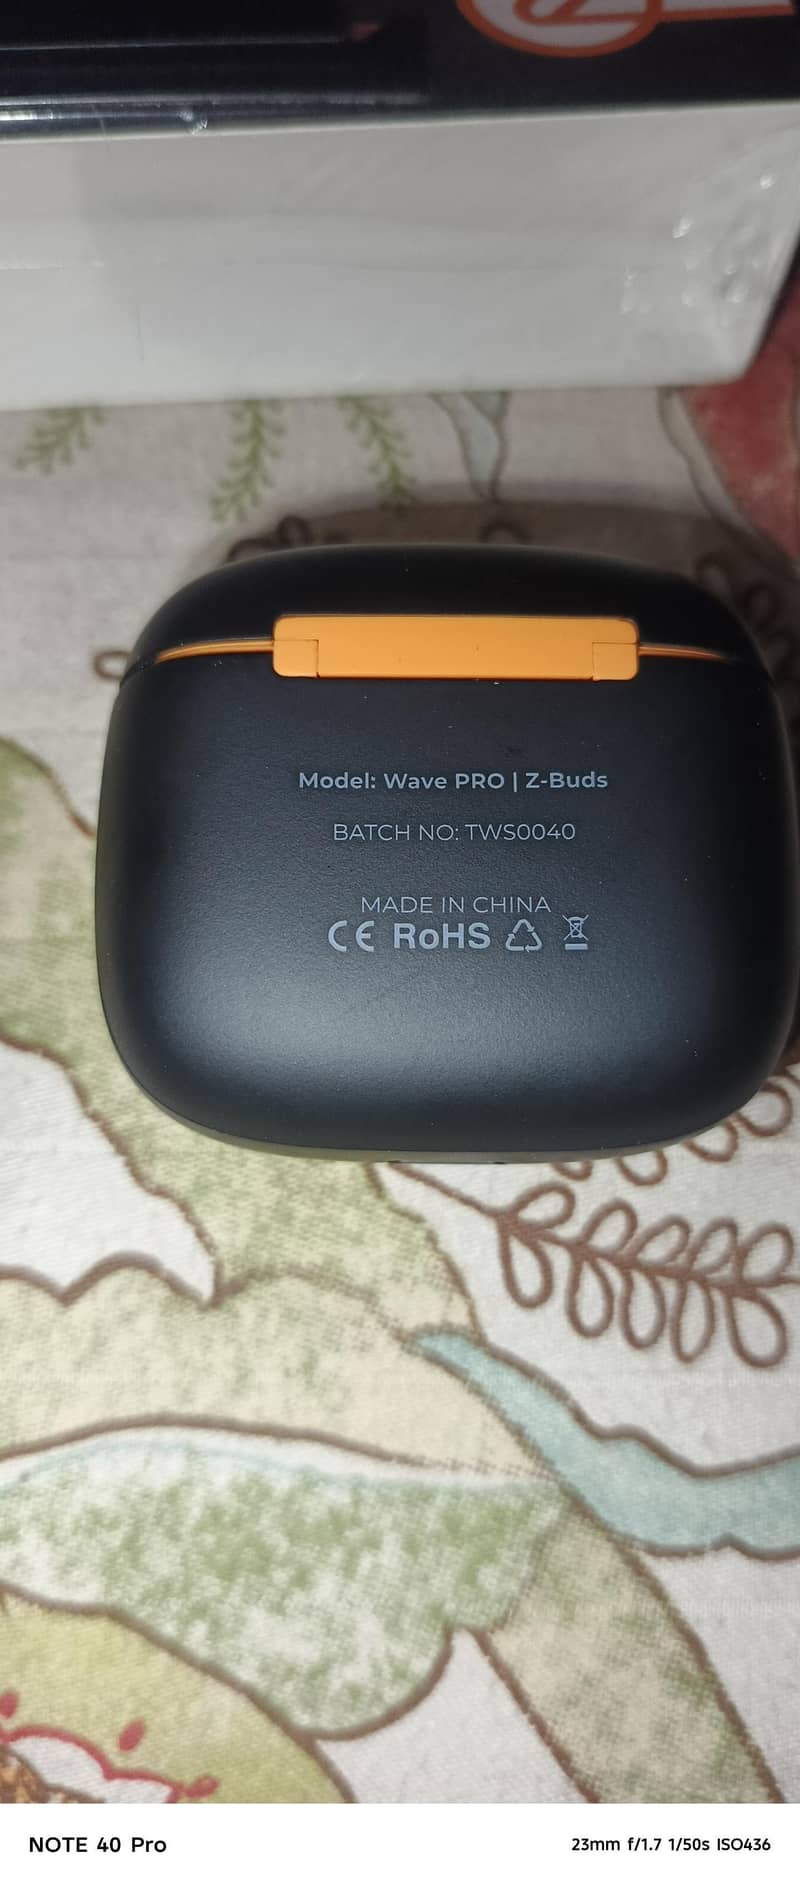 Model: Wave PRO | Z-Buds
BATCH NO: TWS0040
MADE IN CHINA
CE RoHS
NOTE 40 Pro
23mm f/1.7 1/50s ISO436